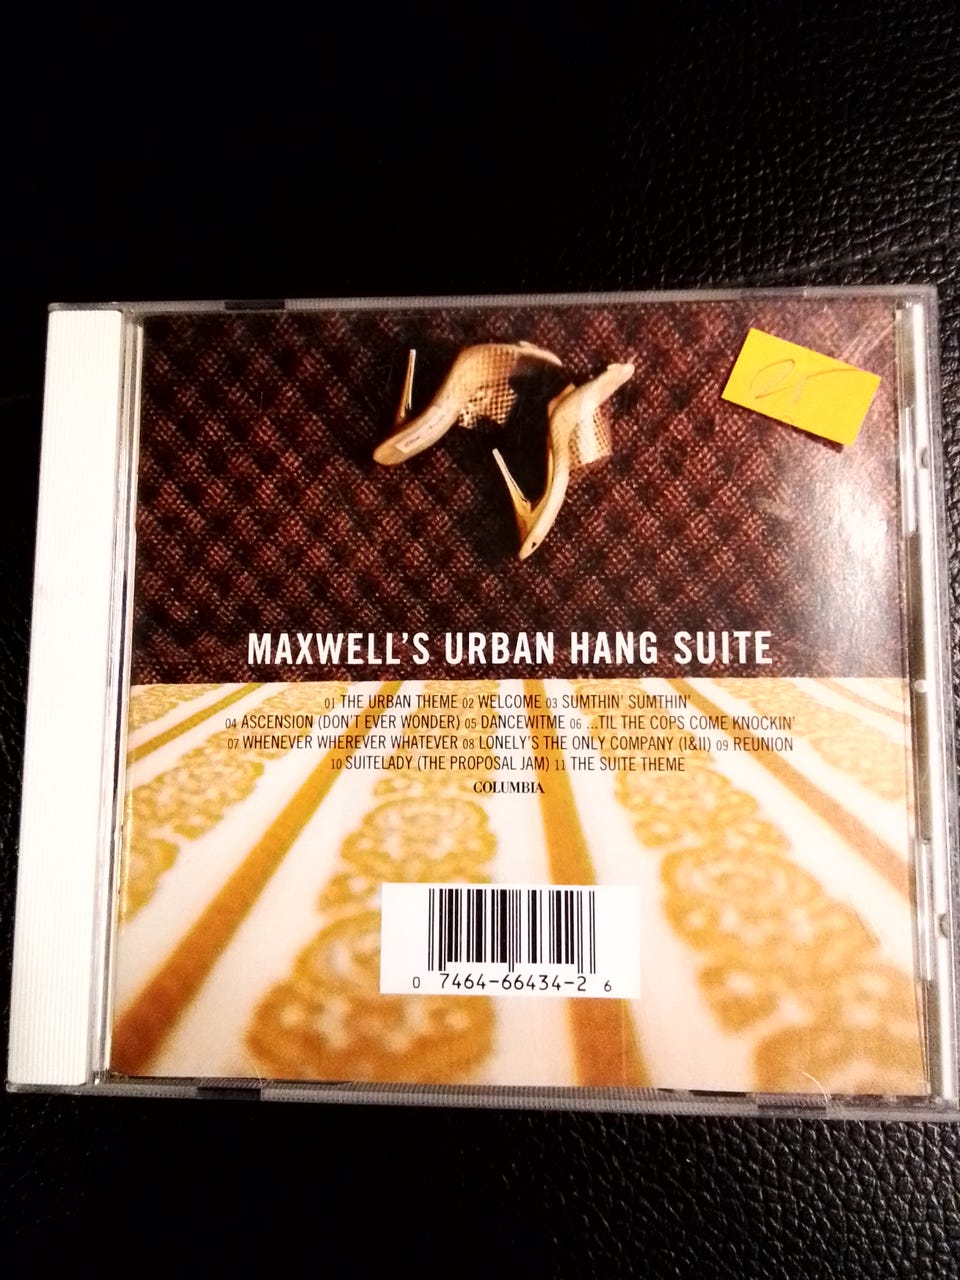 MAXWELL'S URBAN HANG SUITE
01 THE URBAN THEME 02 WELCOME 03 SUMTHIN' SUMTHIN'
04 ASCENSION (DON'T EVER WONDER) 05 DANCEWITME 06 ...TIL THE COPS COME KNOCKIN'
07 WHENEVER WHEREVER WHATEVER 08 LONELY'S THE ONLY COMPANY (I&II) 09 REUNION
10 SUITELADY (THE PROPOSAL JAM) 11 THE SUITE THEME
COLUMBIA
0 7464-66434-2 6